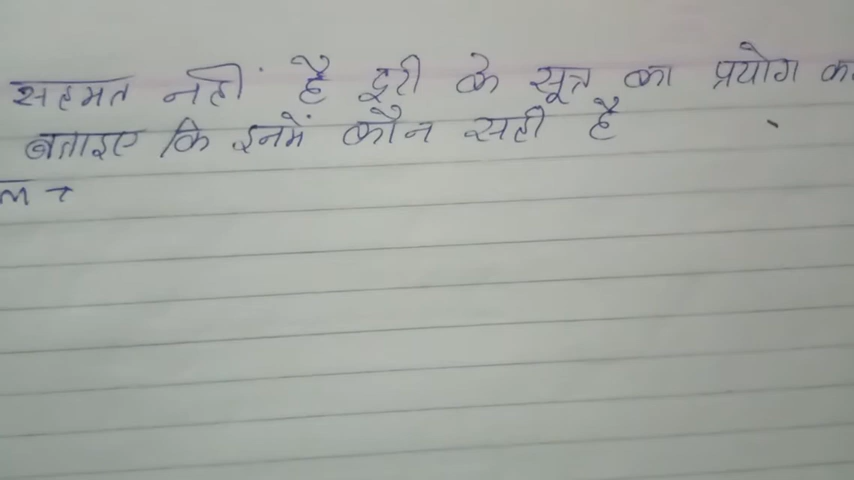 सहमत नहीं है दूरी के सूत्र का प्रयोग क
बताइए कि इनमें कौन सही है